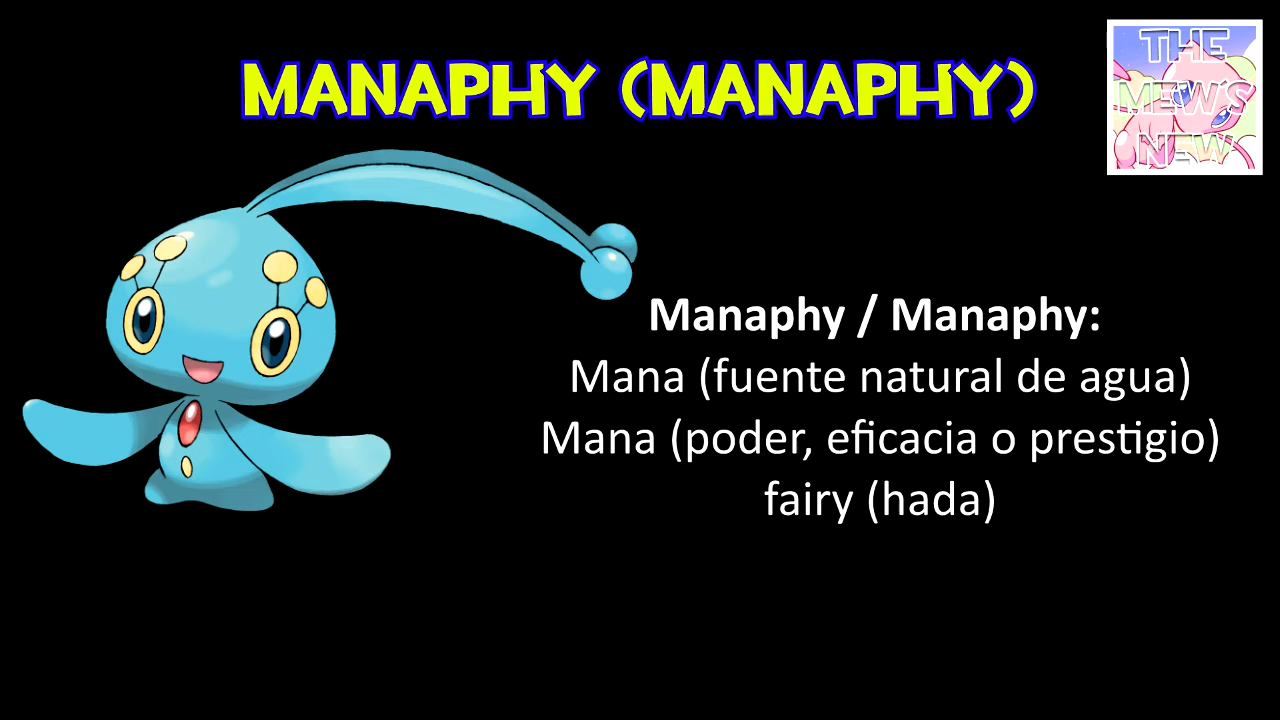 MANAPHY (MANAPHY)
THE
MEW'S
NEW
Manaphy / Manaphy:
Mana (fuente natural de agua)
Mana (poder, eficacia o prestigio)
fairy (hada)